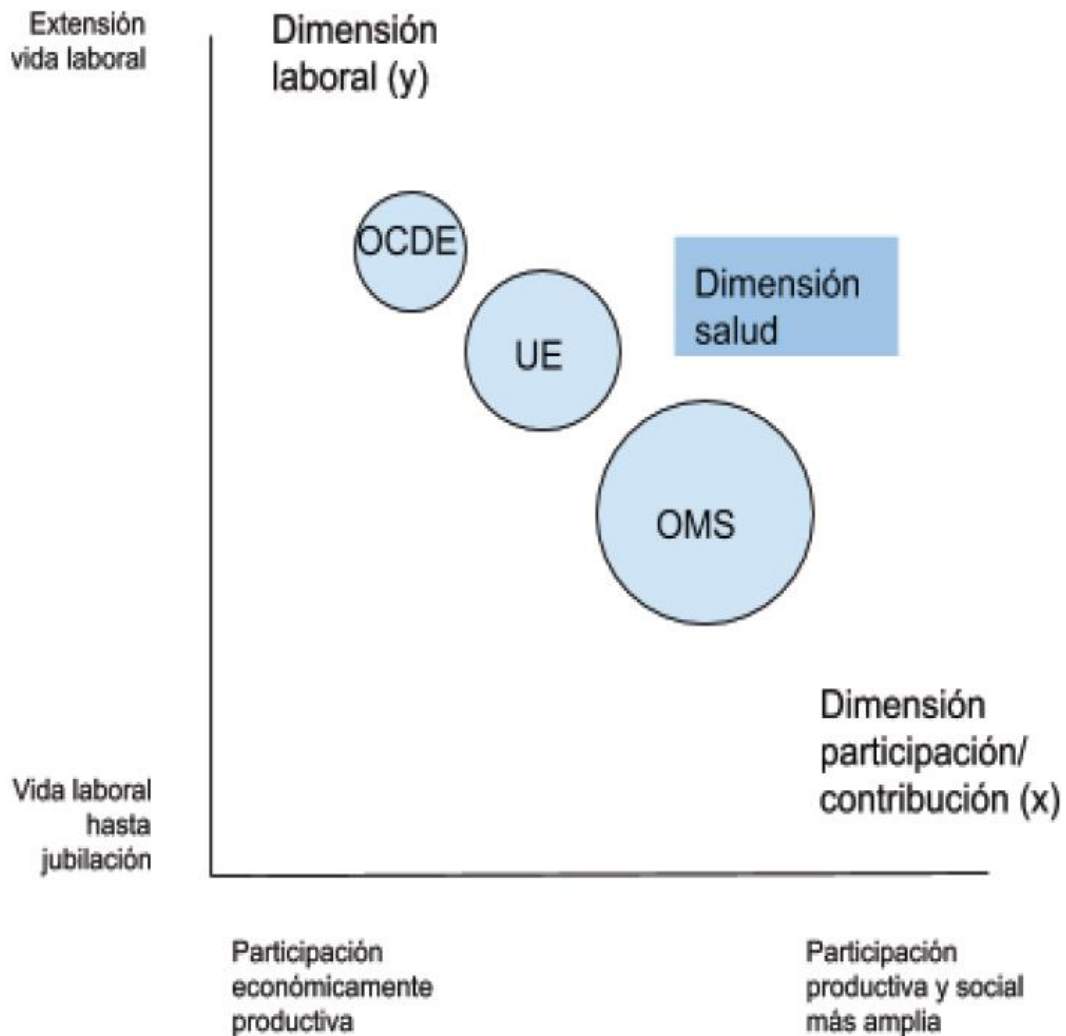 Extensión
vida laboral
Dimensión
laboral (y)
OCDE
UE
Dimensión
salud
OMS
Dimensión
participación/
contribución (x)
Vida laboral
hasta
jubilación
Participación
económicamente
productiva
Participación
productiva y social
más amplia